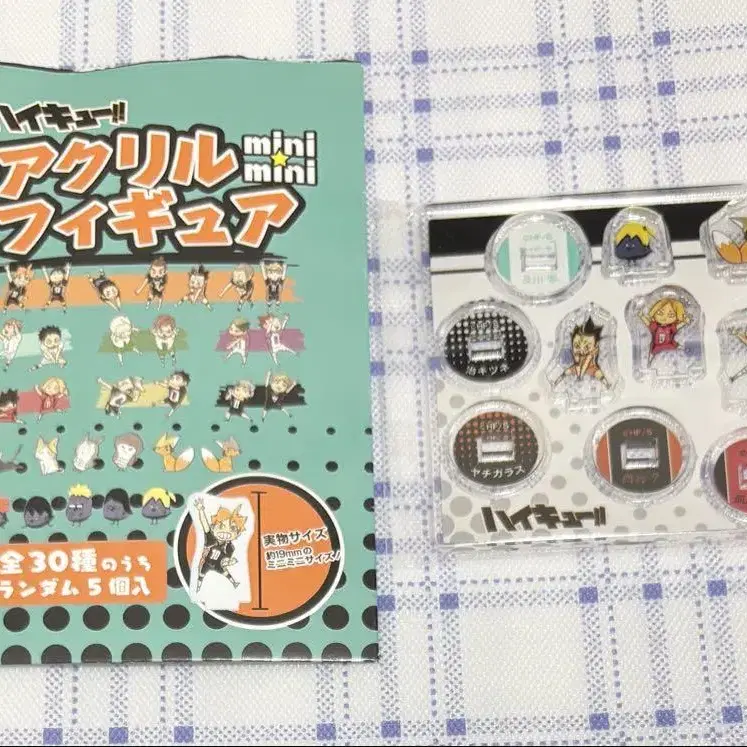 ハイキュー!!
アクリル
mini
mini
フィギュア
実物サイズ
約19mmの
ミニミニサイズ!
全30種のうち
ランダム5個入
治キツネ
©HF/S
ヤチガラス
©HF/S
ハイキュー!!